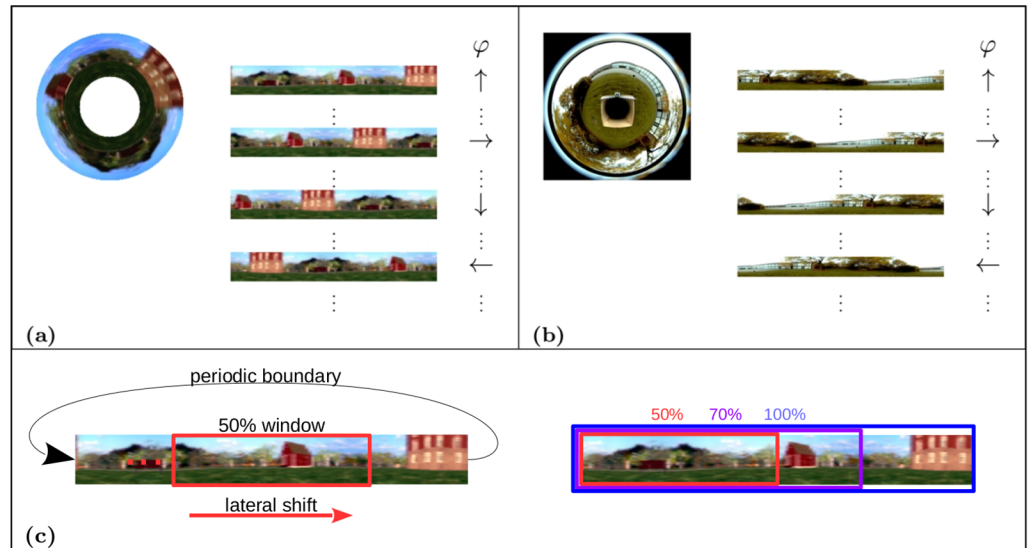 φ
↑
⋮ ...
→
⋮ ...
↓
⋮ ...
←
⋮ ...
(a)
φ
↑
⋮ ...
→
⋮ ...
↓
⋮ ...
←
⋮ ...
(b)
periodic boundary
50% window
lateral shift
50% 70% 100%
(c)